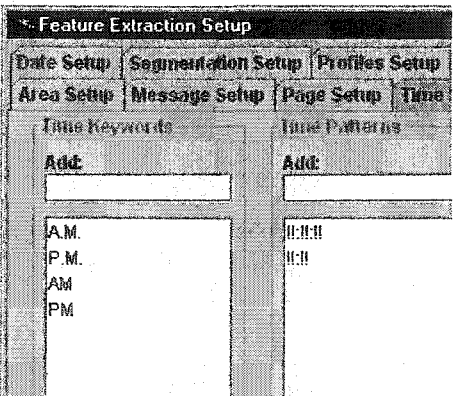 Feature Extraction Setup
Date Setup Segmentation Setup Profiles Setup
Area Setup Message Setup Page Setup Time
Time Keywords Time Patterns
Add: Add:
A.M. !!:!!:!!
P.M. !!:!!
AM
PM